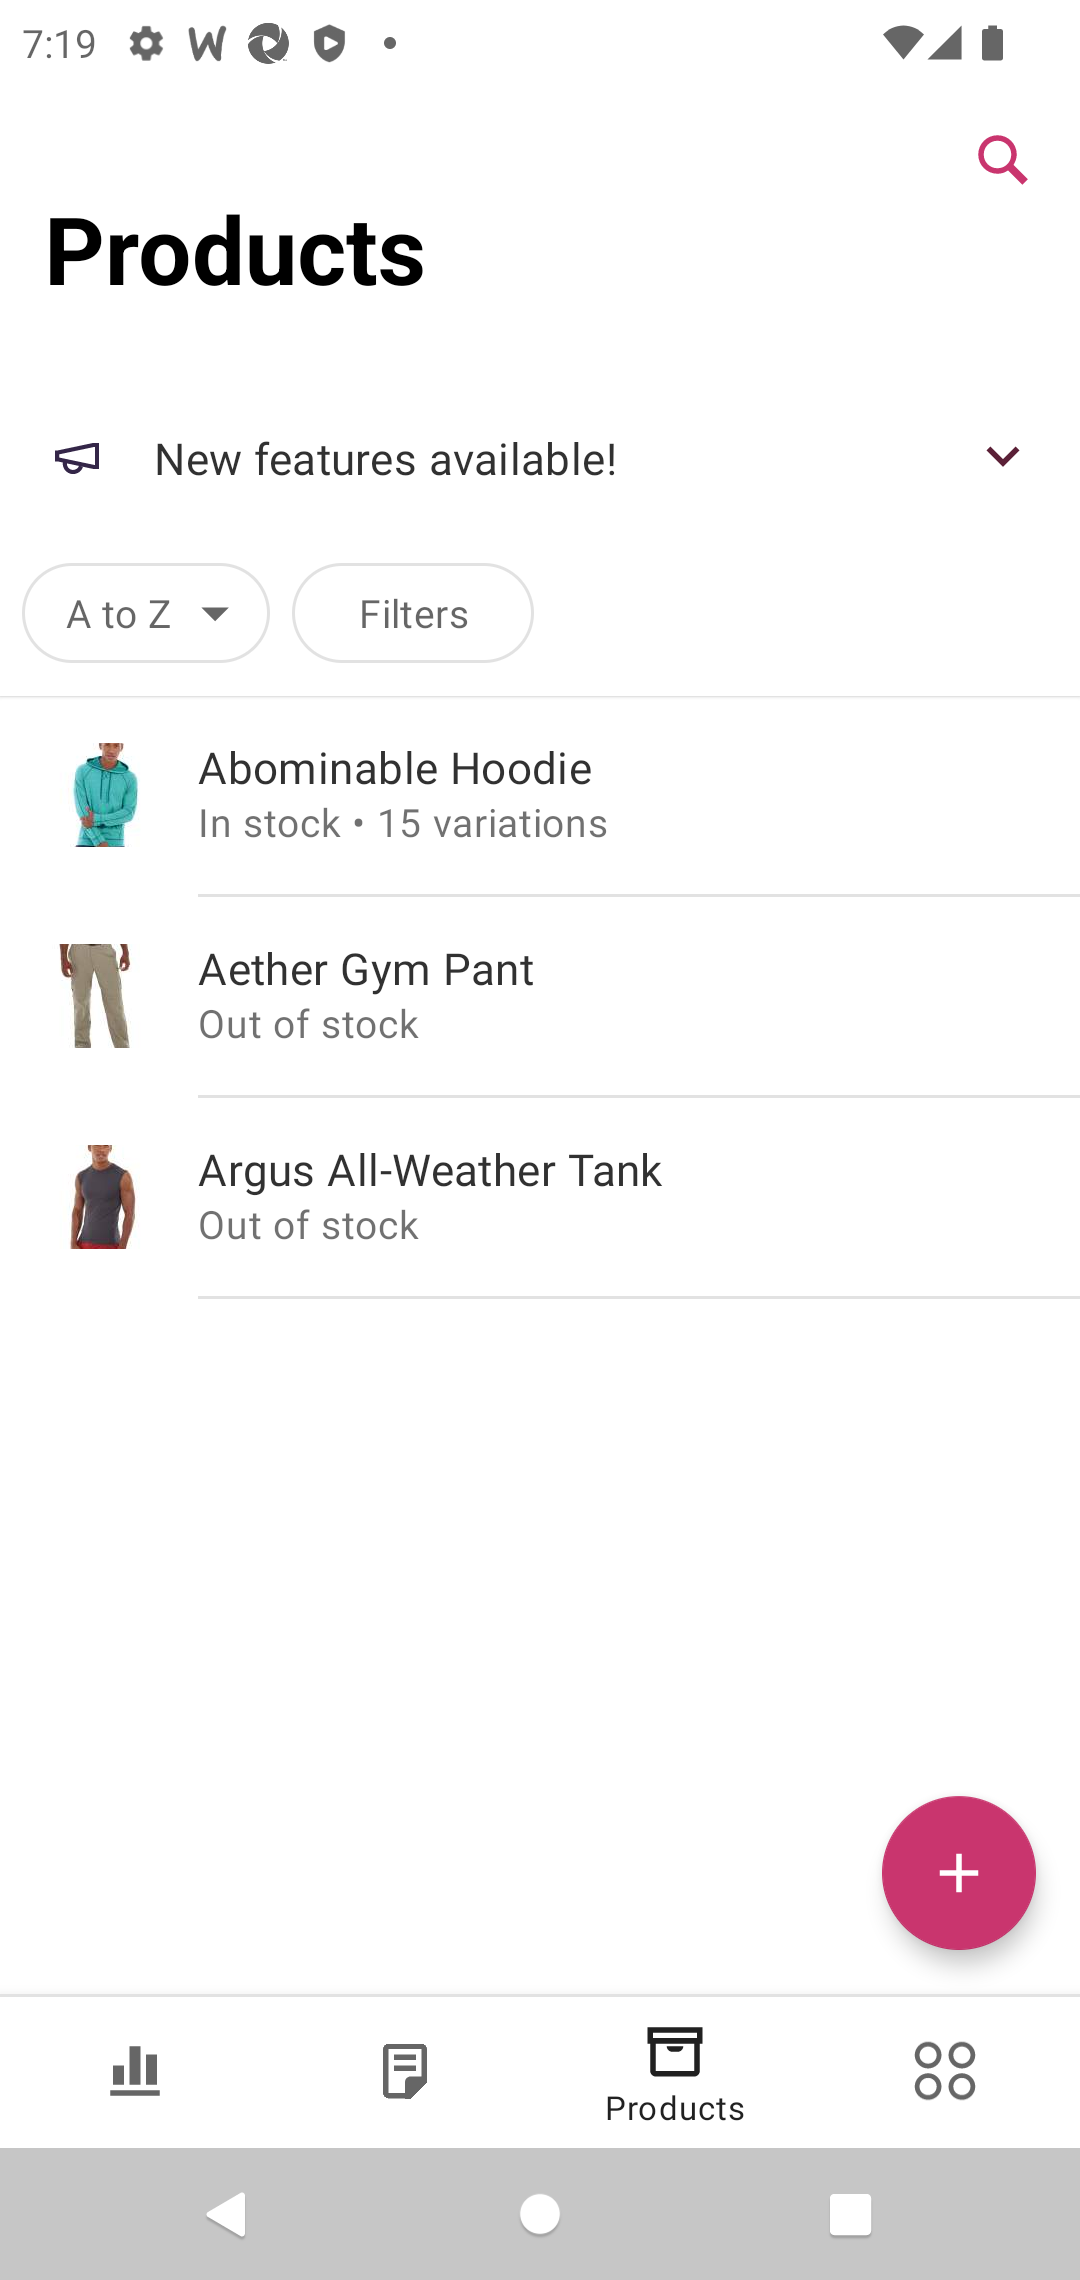 7:19
Products
New features available!
A to Z
Filters
Abominable Hoodie
In stock • 15 variations
Aether Gym Pant
Out of stock
Argus All-Weather Tank
Out of stock
Products